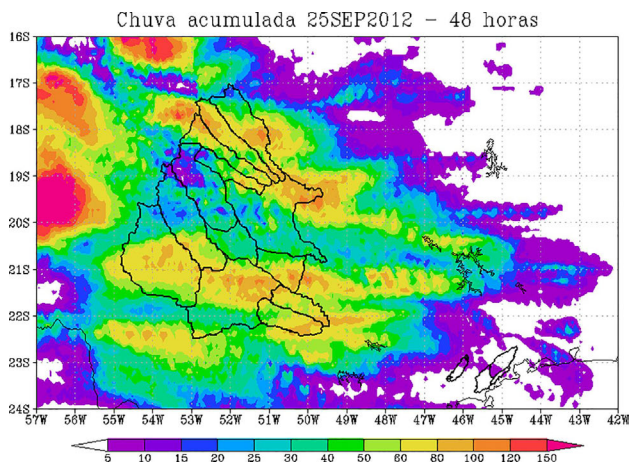 Chuva acumulada 25SEP2012 - 48 horas
16S
17S
18S
19S
20S
21S
22S
23S
24S
57W 56W 55W 54W 53W 52W 51W 50W 49W 48W 47W 46W 45W 44W 43W 42W
5 10 15 20 25 30 40 50 60 80 100 120 150